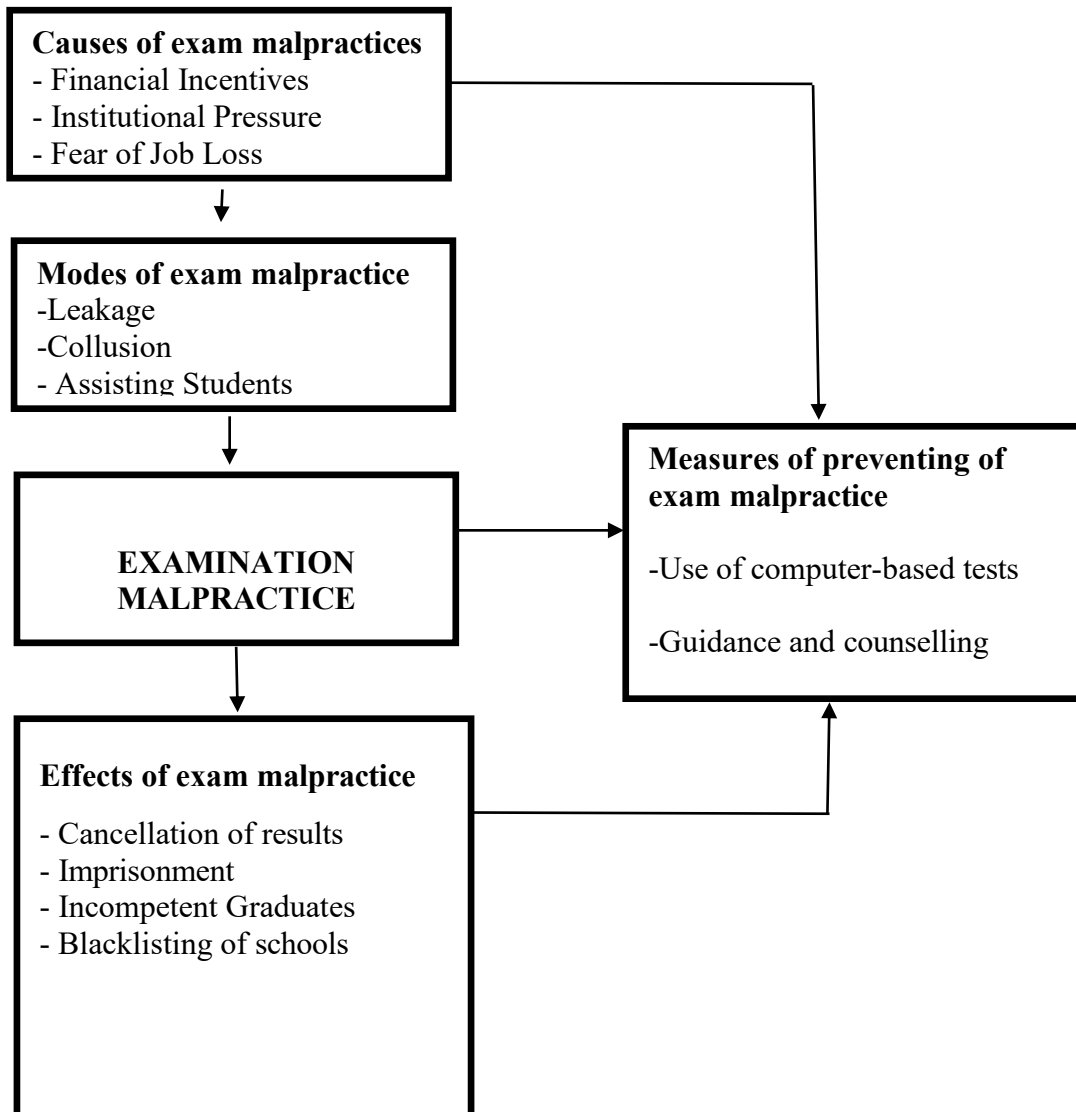 Causes of exam malpractices
- Financial Incentives
- Institutional Pressure
- Fear of Job Loss
Modes of exam malpractice
-Leakage
-Collusion
- Assisting Students
EXAMINATION
MALPRACTICE
Measures of preventing of
exam malpractice
-Use of computer-based tests
-Guidance and counselling
Effects of exam malpractice
- Cancellation of results
- Imprisonment
- Incompetent Graduates
- Blacklisting of schools